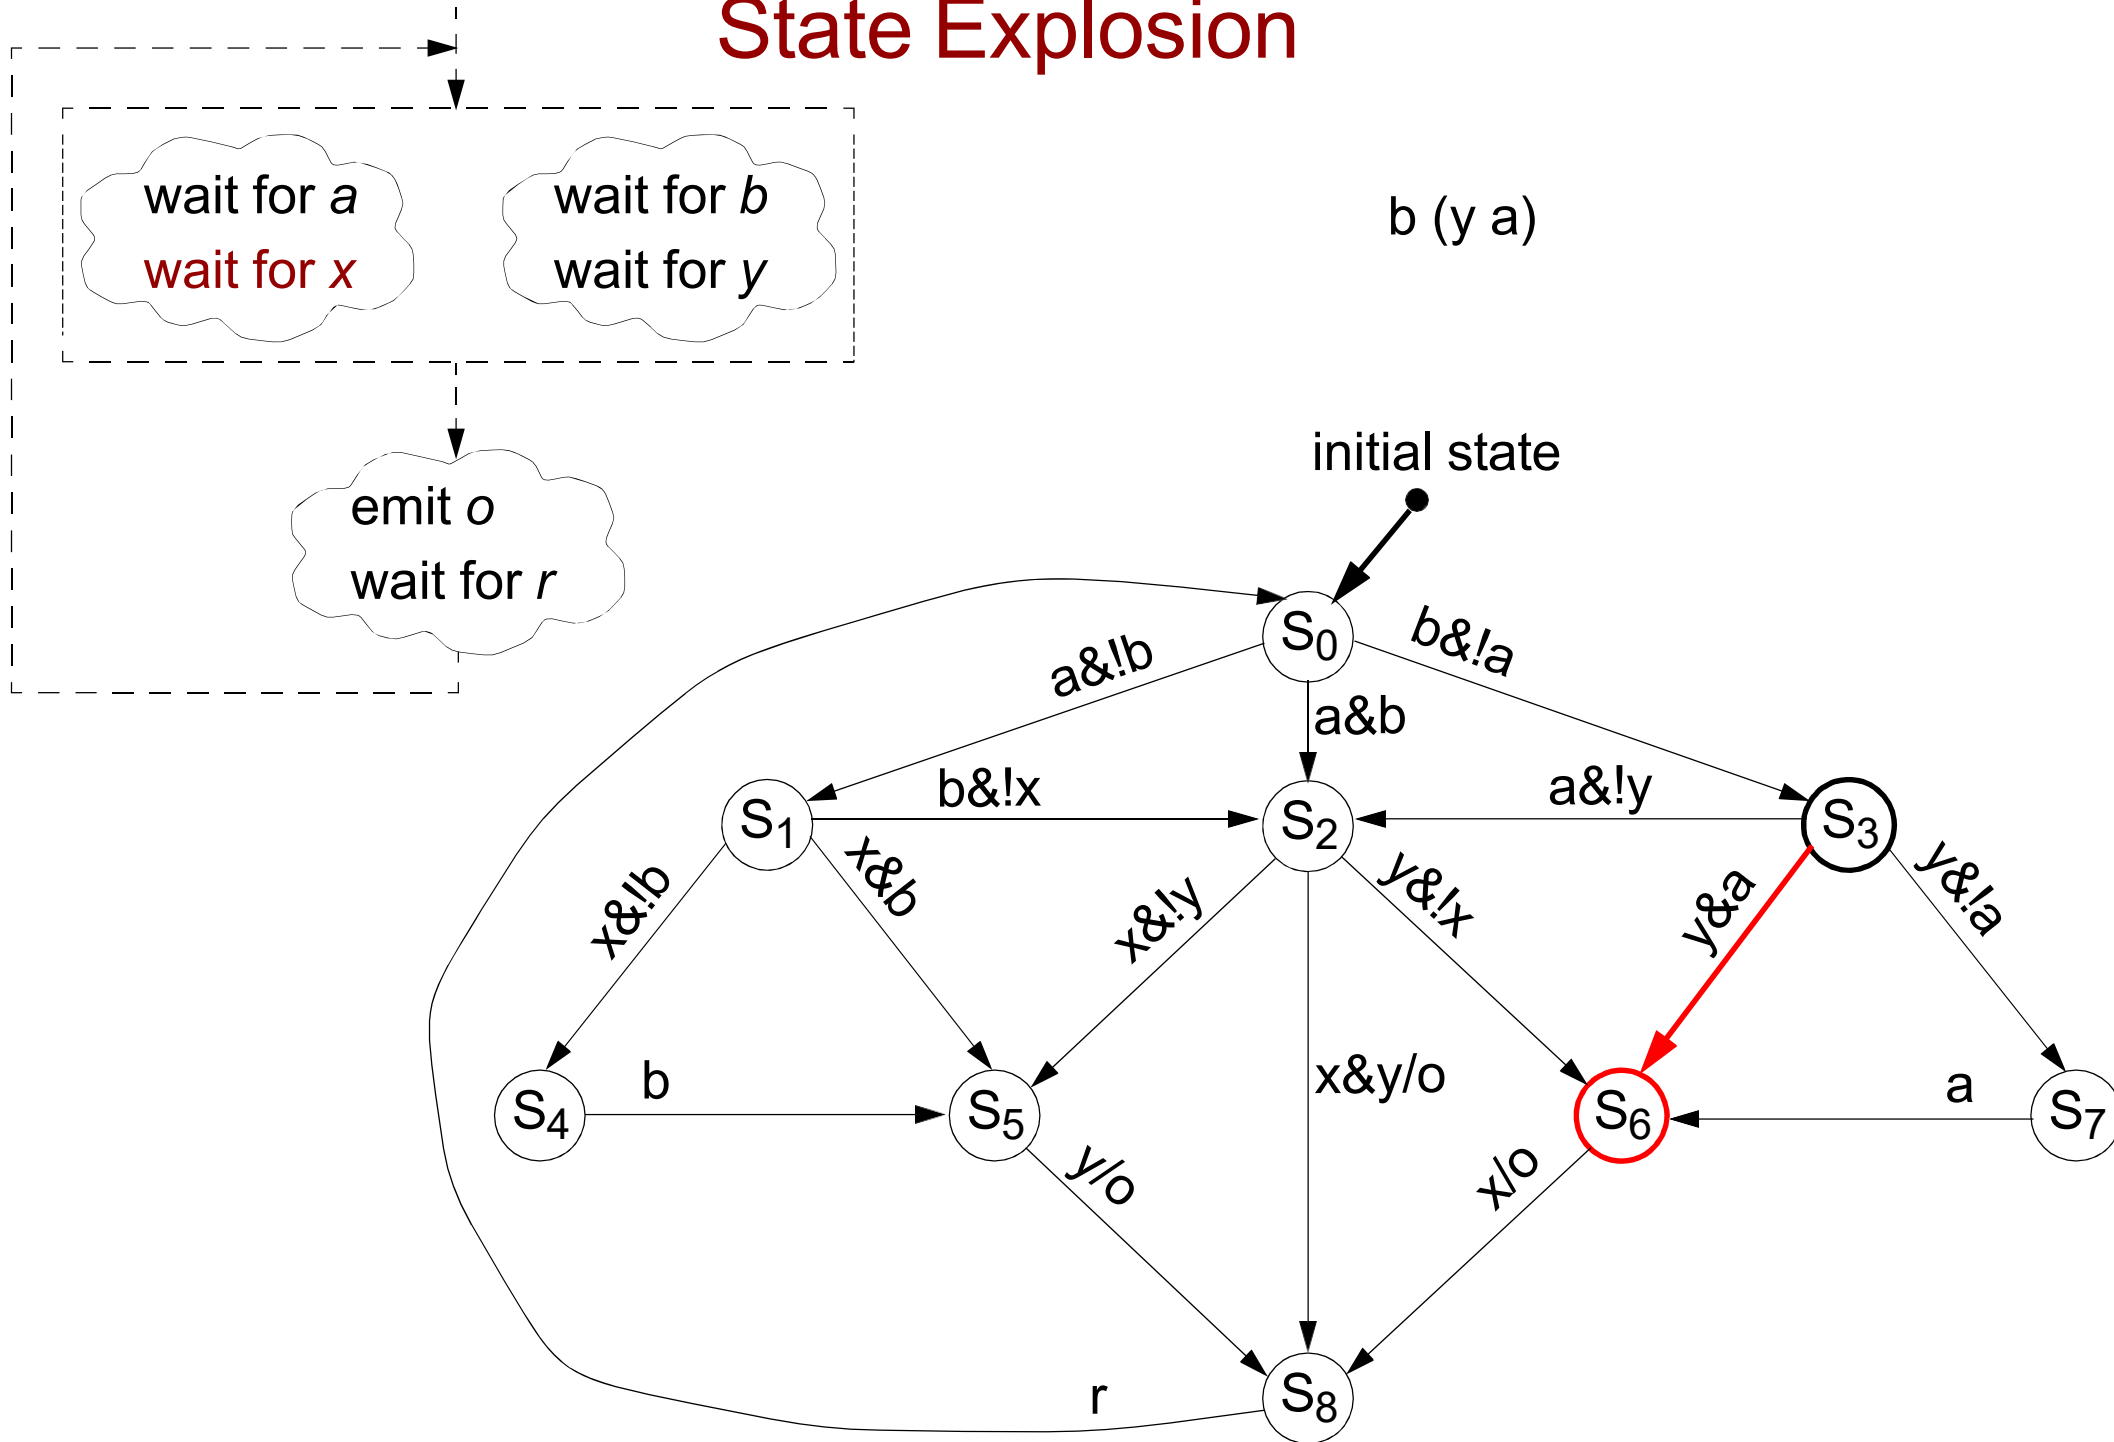 State Explosion
wait for a
wait for x
wait for b
wait for y
b (y a)
emit o
wait for r
initial state
S0
a&!b
b&!a
a&b
S1
b&!x
S2
a&!y
S3
x&!b
x&b
x&!y
y&!x
y&a
y&!a
x&y/o
S4
b
S5
S6
a
S7
y/o
x/o
S8
r